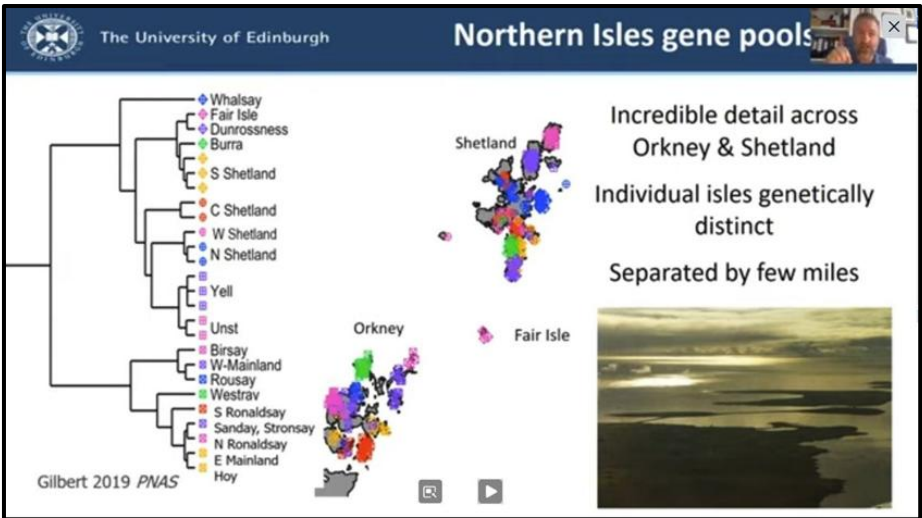 The University of Edinburgh
Northern Isles gene pools
Whalsay
Fair Isle
Dunrossness
Burra
S Shetland
C Shetland
W Shetland
N Shetland
Yell
Unst
Birsay
W-Mainland
Rousay
Westrav
S Ronaldsay
Sanday, Stronsay
N Ronaldsay
E Mainland
Hoy
Gilbert 2019 PNAS
Shetland
Orkney
Fair Isle
Incredible detail across
Orkney & Shetland
Individual isles genetically
distinct
Separated by few miles